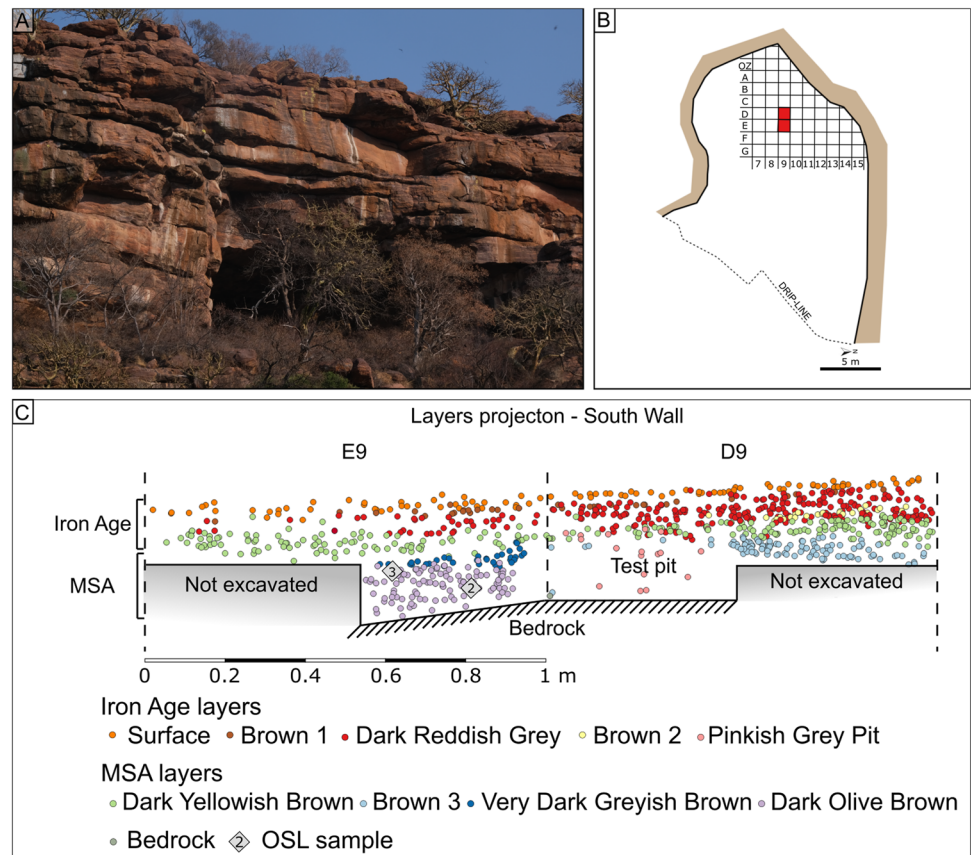 A
B
OZ
A
B
C
D
E
F
G
7 8 9 10 11 12 13 14 15
DRIP-LINE
N
5 m
C
Layers projecton - South Wall
E9
D9
Iron Age
MSA
Not excavated
3
2
Test pit
Not excavated
Bedrock
0 0.2 0.4 0.6 0.8 1 m
Iron Age layers
Surface Brown 1 Dark Reddish Grey Brown 2 Pinkish Grey Pit
MSA layers
Dark Yellowish Brown Brown 3 Very Dark Greyish Brown Dark Olive Brown
Bedrock 2 OSL sample